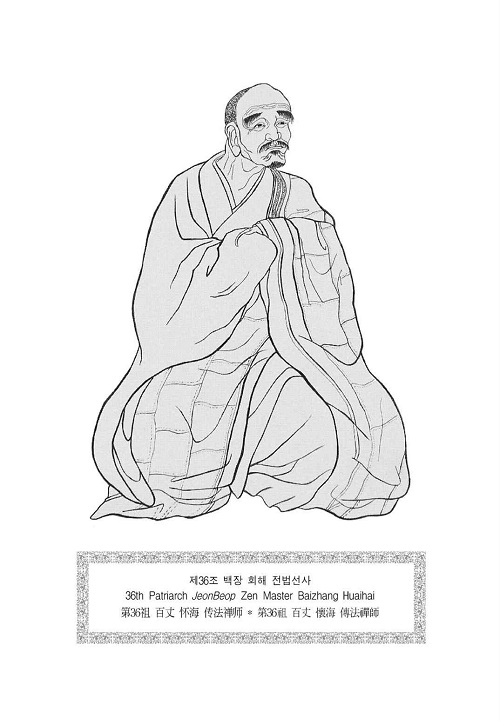 제36조 백장 회해 전법선사
36th Patriarch JeonBeop Zen Master Baizhang Huaihai
第36祖 百丈 怀海 传法禅师 * 第36祖 百丈 懷海 傳法禪師